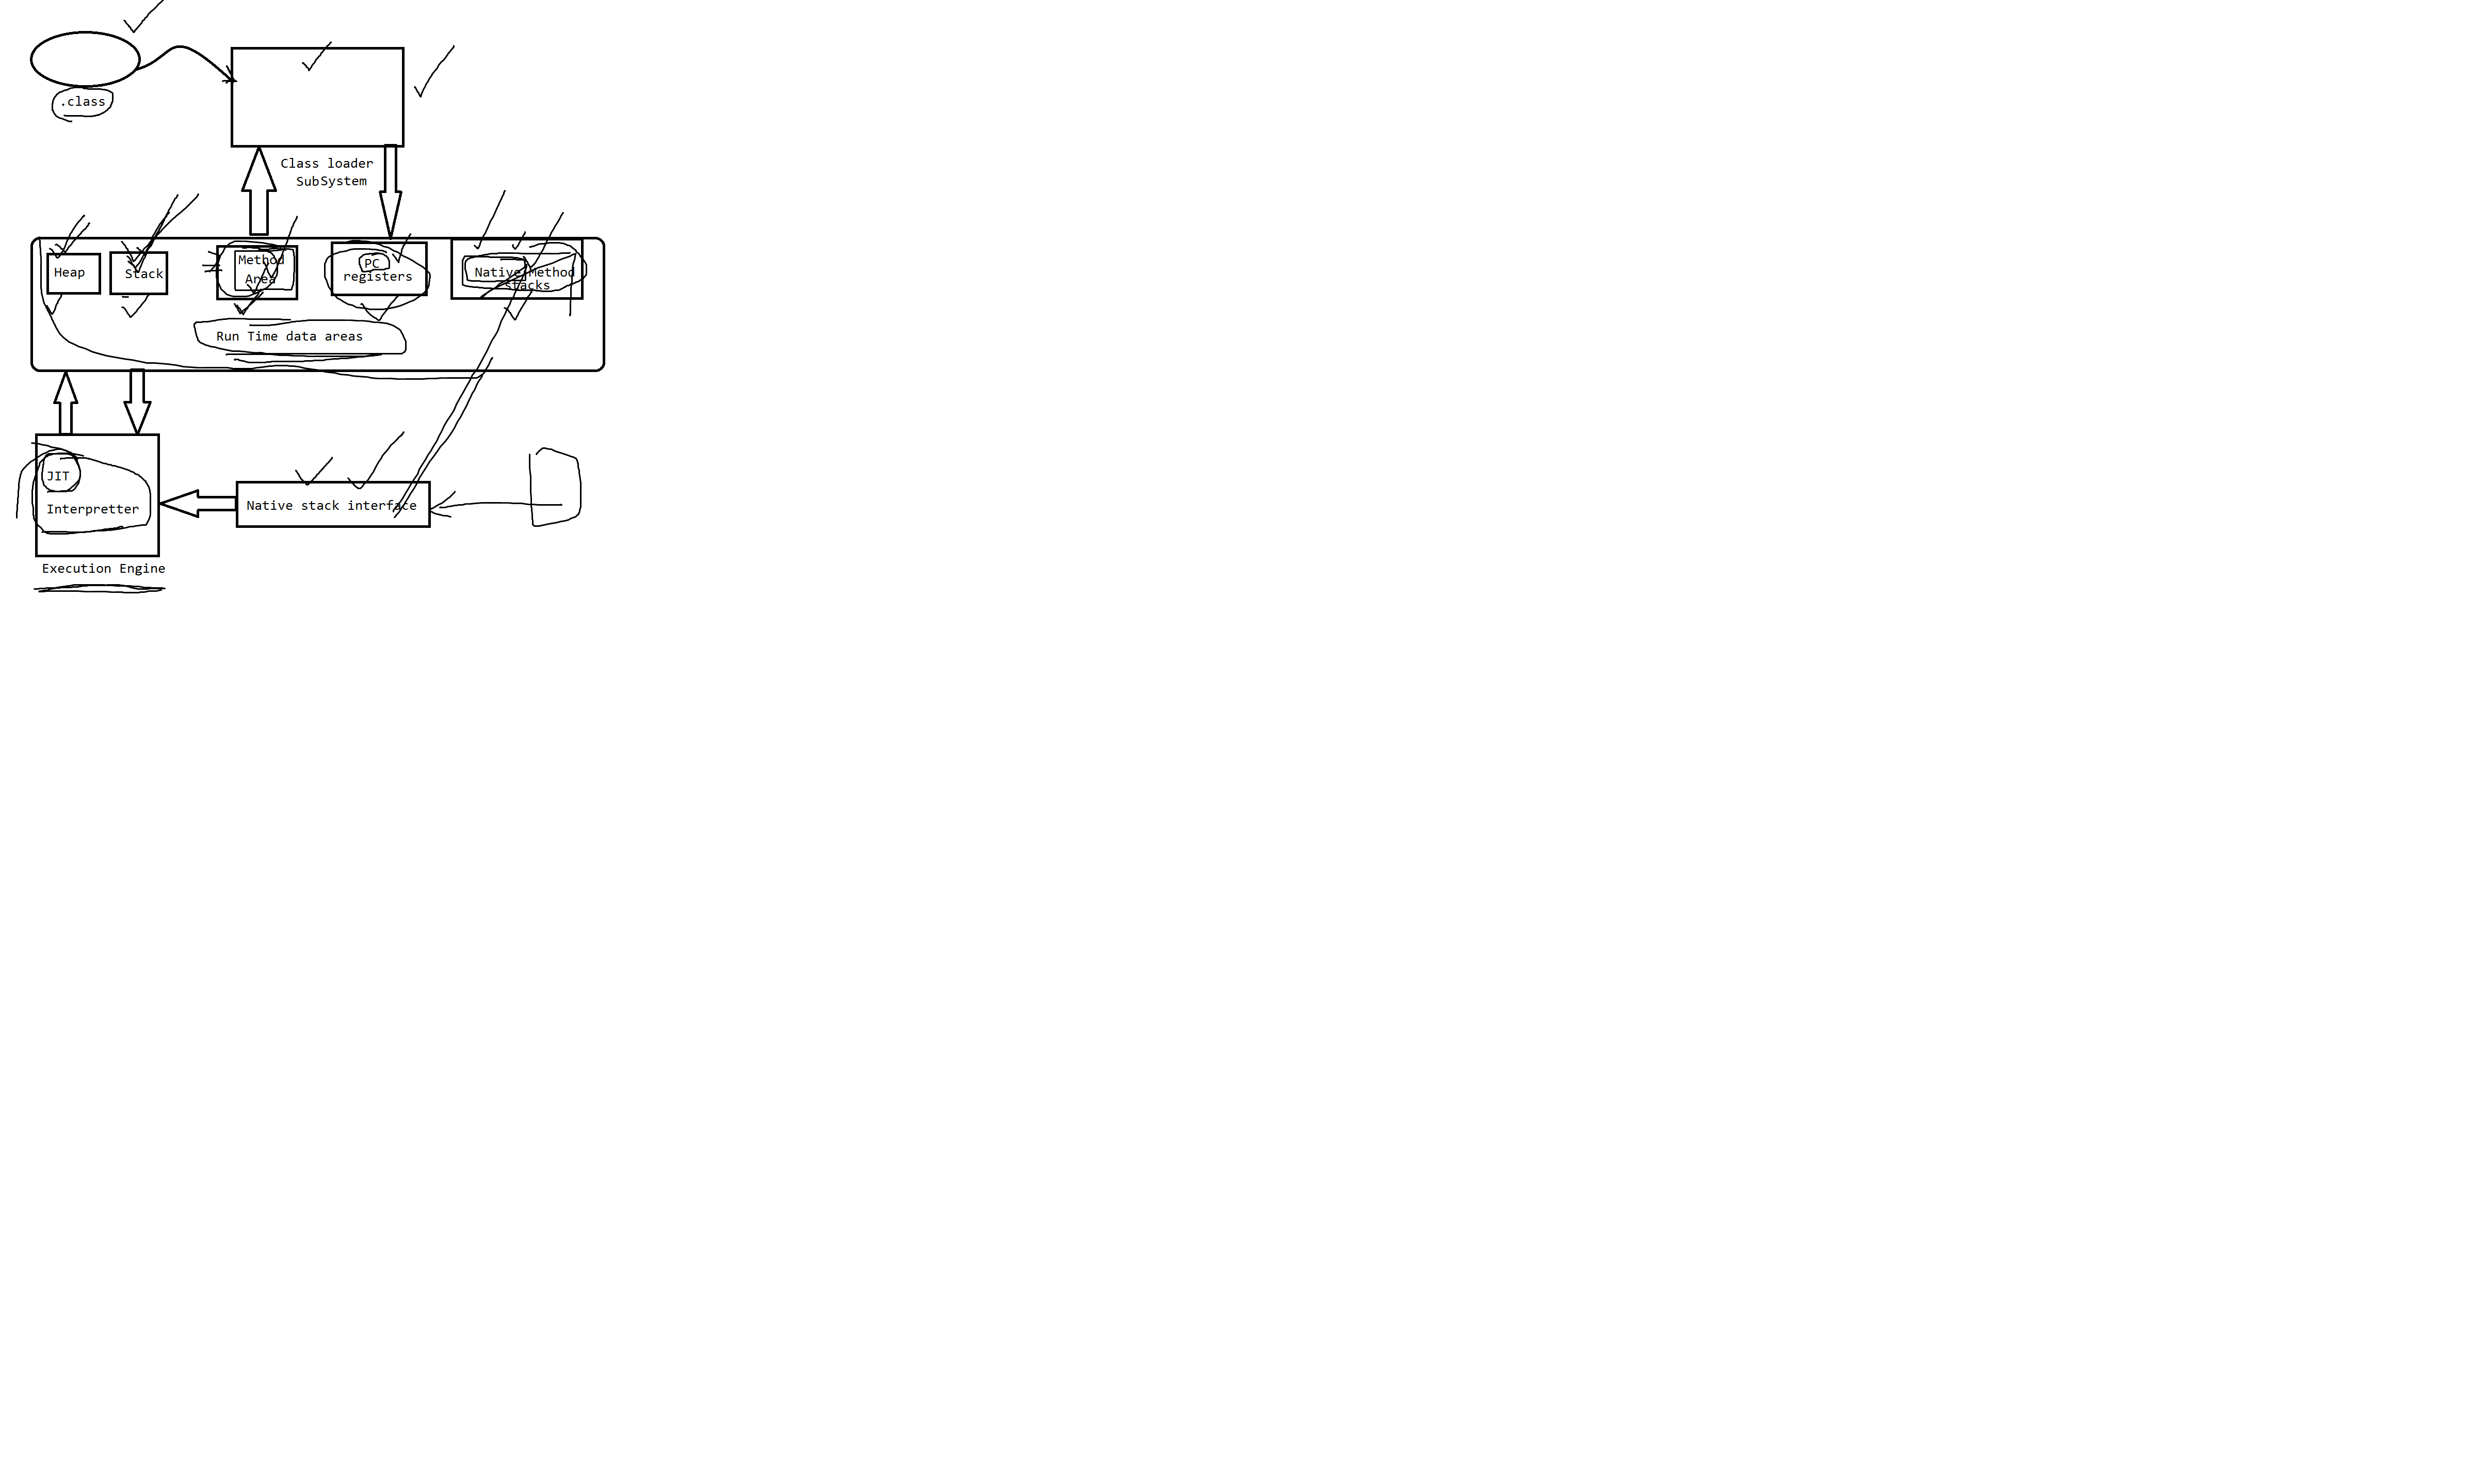 .class
Class loader
SubSystem
Heap
Stack
Method
Area
PC
registers
Native Method
stacks
Run Time data areas
JIT
Interpretter
Native stack interface
Execution Engine